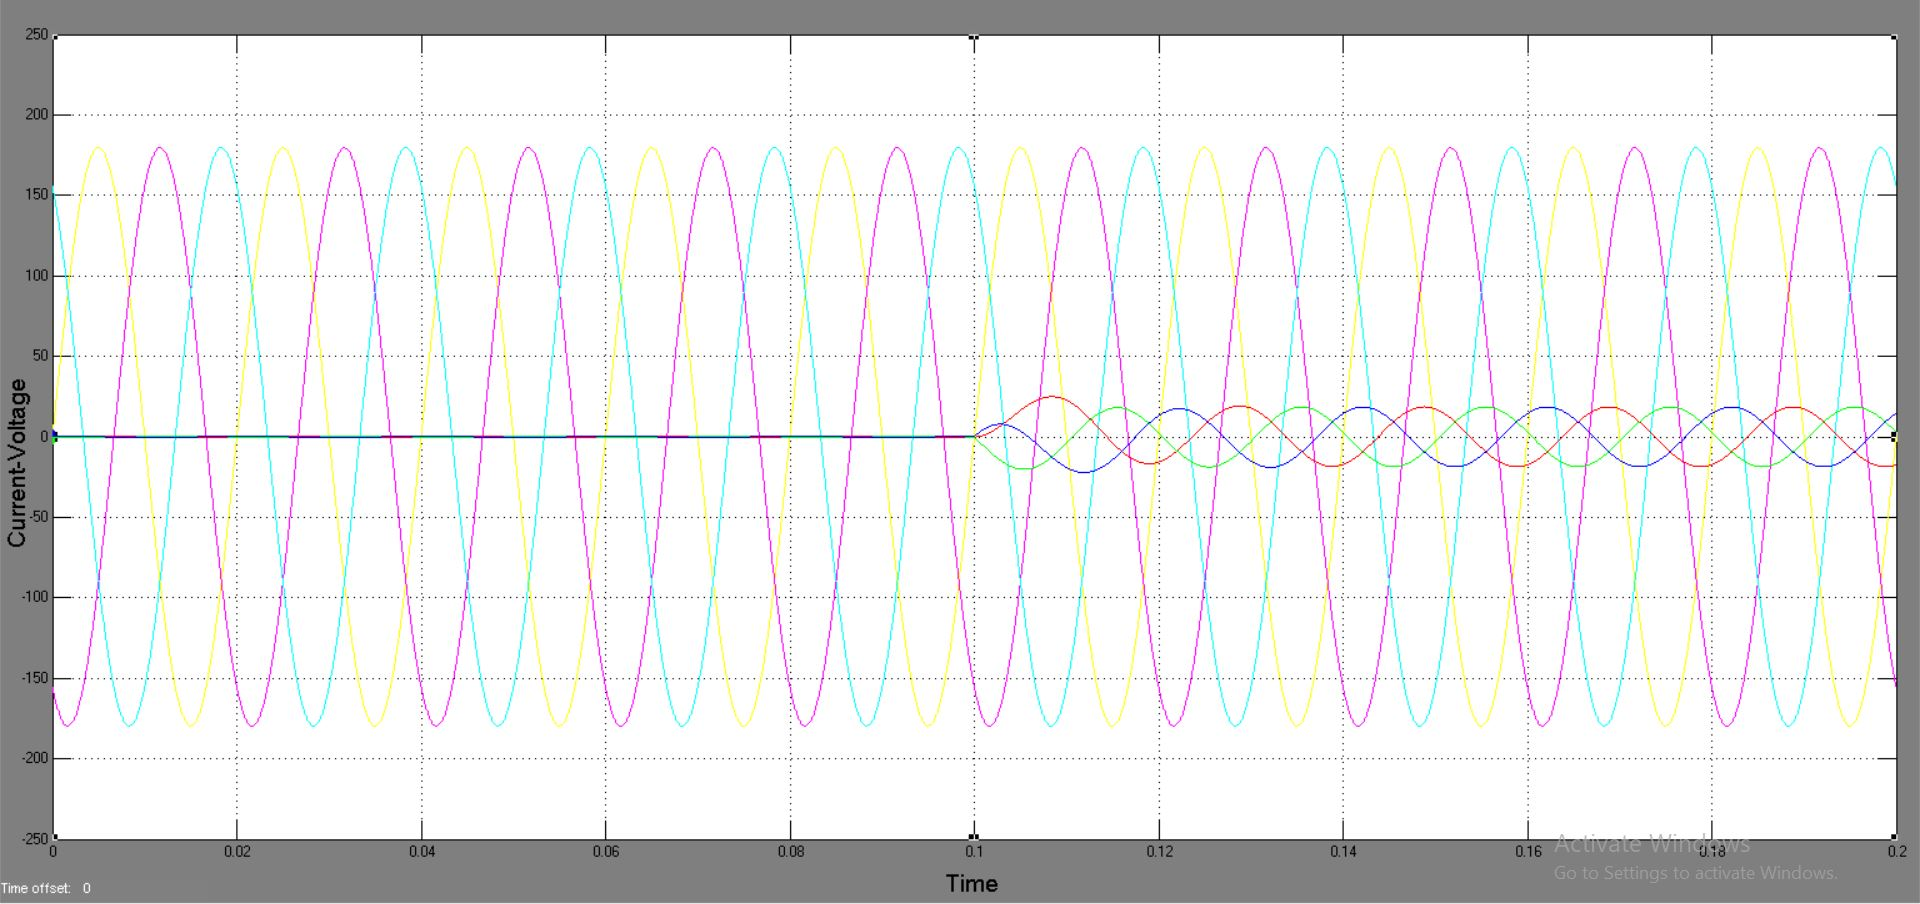 250
200
150
100
50
0
-50
-100
-150
-200
-250
Current-Voltage
0 0.02 0.04 0.06 0.08 0.1 0.12 0.14 0.16 0.18 0.2
Time
Activate Windows
Go to Settings to activate Windows.
Time offset: 0